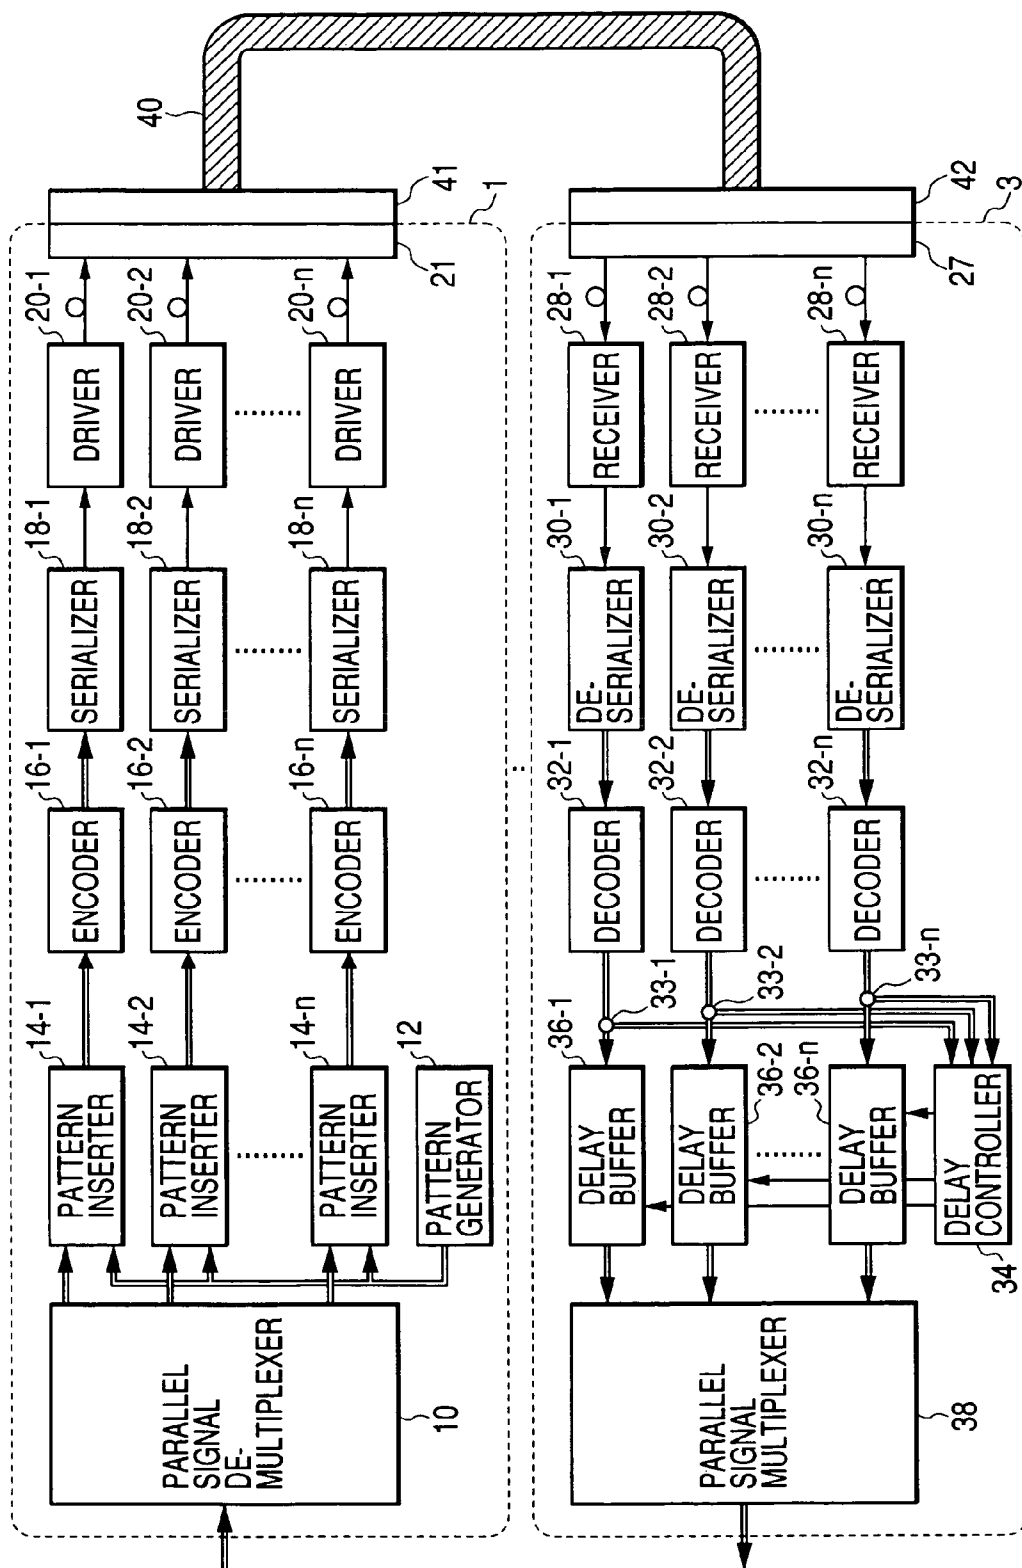 40
1
41
21
20-1
20-2
20-n
DRIVER
DRIVER
DRIVER
18-1
18-2
18-n
SERIALIZER
SERIALIZER
SERIALIZER
16-1
16-2
16-n
ENCODER
ENCODER
ENCODER
14-1
14-2
14-n
12
PATTERN
INSERTER
PATTERN
INSERTER
PATTERN
INSERTER
PATTERN
GENERATOR
PARALLEL
SIGNAL
DE-
MULTIPLEXER
10
3
42
27
28-1
28-2
28-n
RECEIVER
RECEIVER
RECEIVER
30-1
30-2
30-n
DE-
SERIALIZER
DE-
SERIALIZER
DE-
SERIALIZER
32-1
32-2
32-n
DECODER
DECODER
DECODER
33-1
33-2
33-n
36-1
36-2
36-n
DELAY
BUFFER
DELAY
BUFFER
DELAY
BUFFER
DELAY
CONTROLLER
34
PARALLEL
SIGNAL
MULTIPLEXER
38